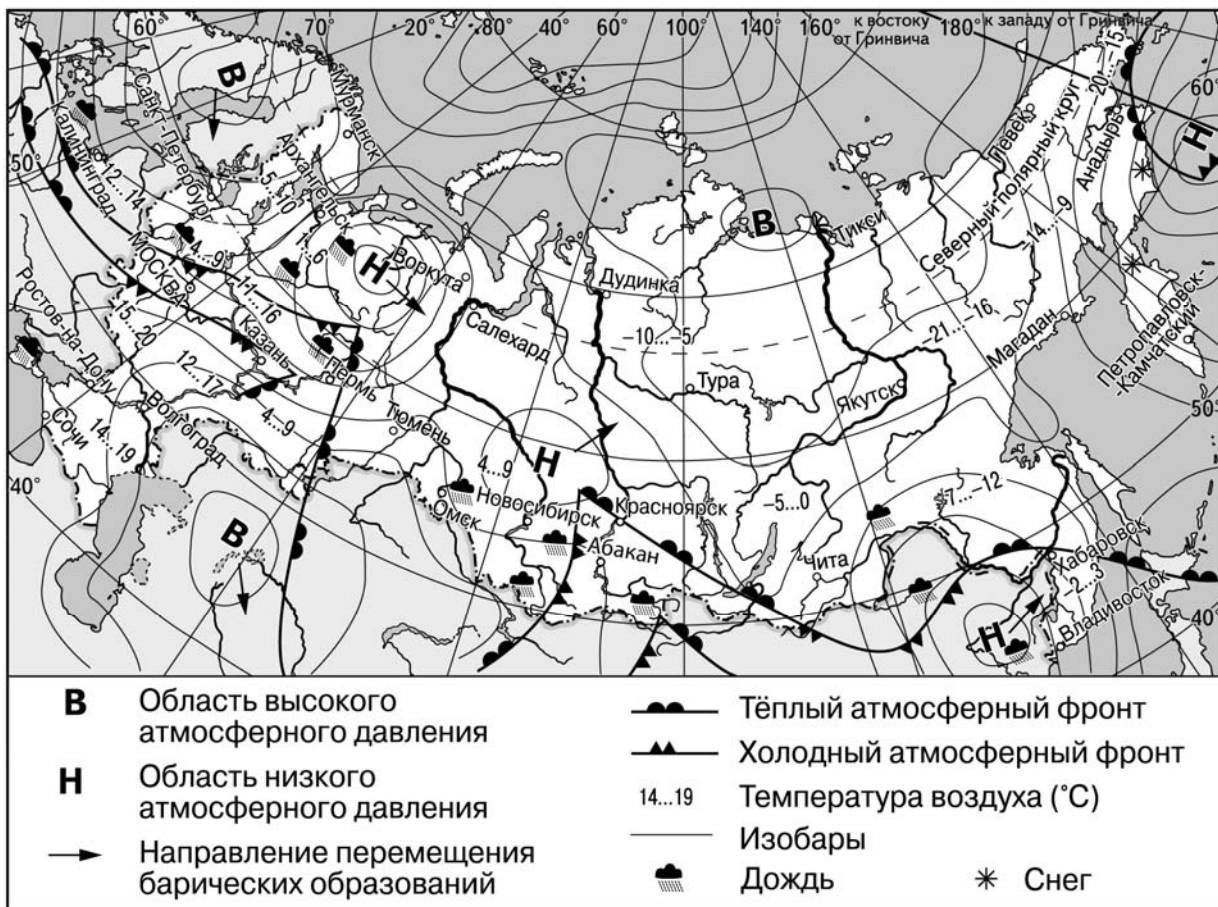 60°
70°
20°
80°
40°
60°
100°
140°
160°
к востоку
от Гринвича
180°
к западу от Гринвича
60°
50°
40°
50°
40°
В
Н
В
Н
В
Н
Н
Мурманск
Санкт-Петербург
Калининград
Архангельск
МОСКВА
Воркута
Ростов-на-Дону
Казань
Салехард
Дудинка
Тикси
Певек
Северный полярный круг
Анадырь
Пермь
Тюмень
Тура
Якутск
Магадан
Петропавловск-
-Камчатский
Сочи
Волгоград
Омск
Новосибирск
Красноярск
Абакан
Чита
Хабаровск
Владивосток
12...14
5...10
4...9
1...6
11...16
15...20
12...17
4...9
14...19
4...9
-10...-5
-5...0
-21...-16
-14...-9
-20...-15
-7...-12
-2...3
В Область высокого
атмосферного давления
Н Область низкого
атмосферного давления
Направление перемещения
барических образований
Тёплый атмосферный фронт
Холодный атмосферный фронт
14...19 Температура воздуха (°C)
Изобары
Дождь
Снег